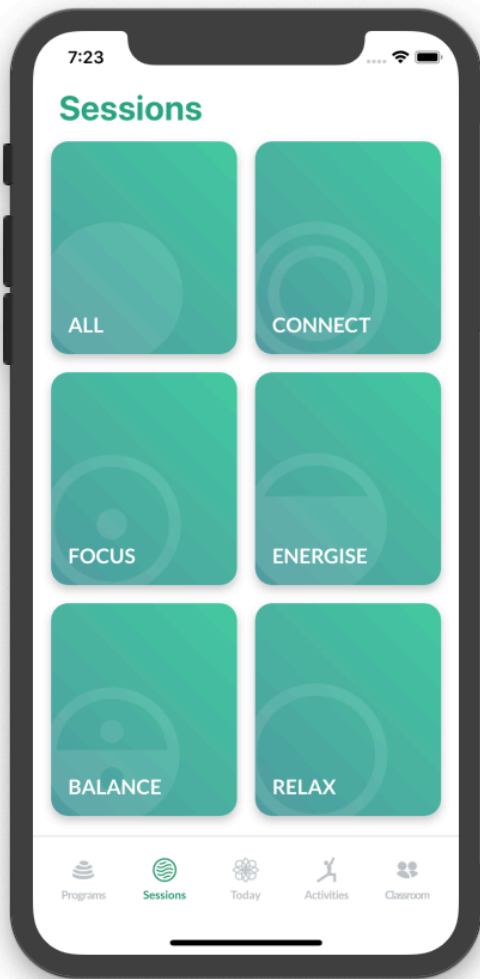 7:23
Sessions
ALL
CONNECT
FOCUS
ENERGISE
BALANCE
RELAX
Programs
Sessions
Today
Activities
Classroom